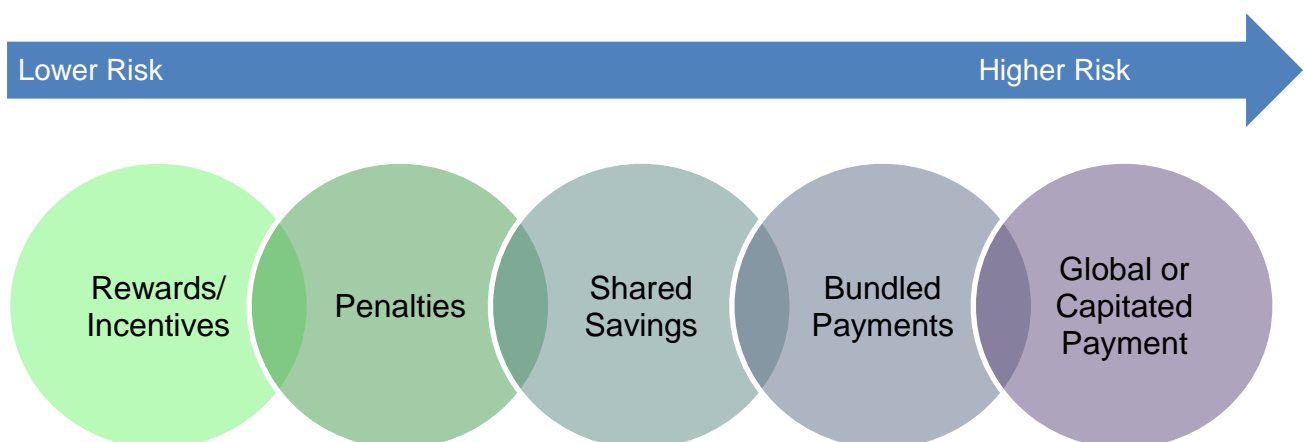 Lower Risk
Higher Risk
Rewards/
Incentives
Penalties
Shared
Savings
Bundled
Payments
Global or
Capitated
Payment